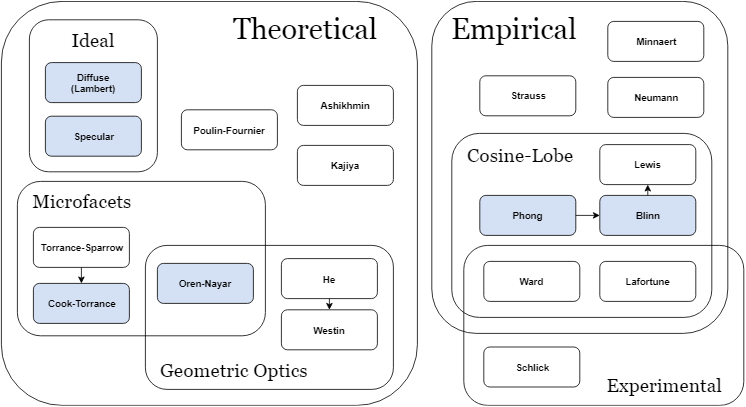 Theoretical
Ideal
Diffuse
(Lambert)
Specular
Poulin-Fournier
Ashikhmin
Kajiya
Microfacets
Torrance-Sparrow
Cook-Torrance
Oren-Nayar
He
Westin
Geometric Optics
Empirical
Minnaert
Strauss
Neumann
Cosine-Lobe
Lewis
Phong
Blinn
Ward
Lafortune
Schlick
Experimental